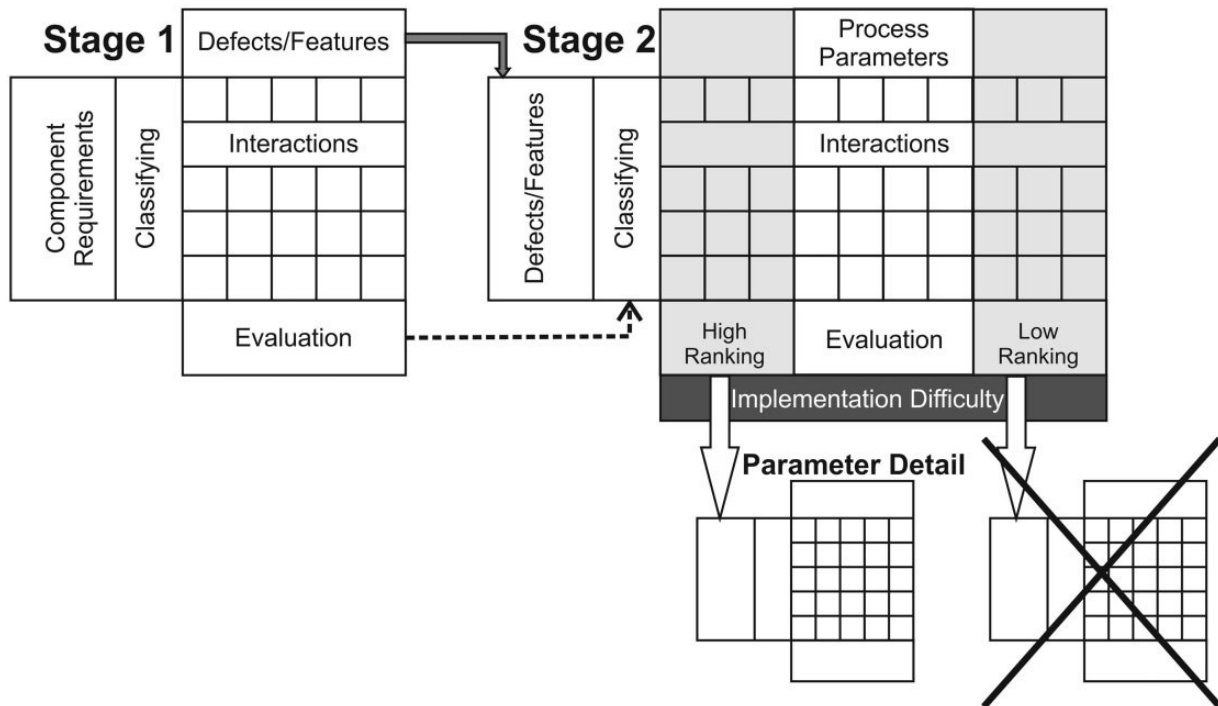 Stage 1
Defects/Features
Component
Requirements
Classifying
Interactions
Evaluation
Stage 2
Defects/Features
Classifying
Process
Parameters
Interactions
High
Ranking
Evaluation
Low
Ranking
Implementation Difficulty
Parameter Detail